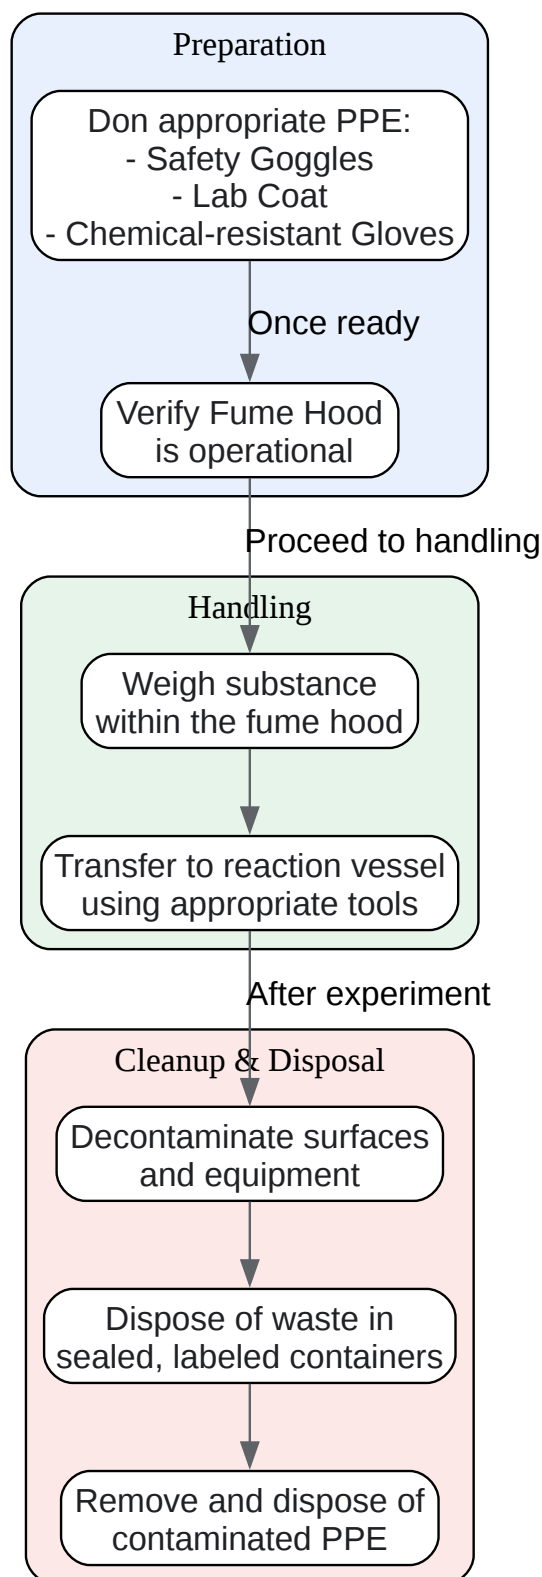 Preparation
Don appropriate PPE:
- Safety Goggles
- Lab Coat
- Chemical-resistant Gloves
Once ready
Verify Fume Hood
is operational
Proceed to handling
Handling
Weigh substance
within the fume hood
Transfer to reaction vessel
using appropriate tools
After experiment
Cleanup & Disposal
Decontaminate surfaces
and equipment
Dispose of waste in
sealed, labeled containers
Remove and dispose of
contaminated PPE